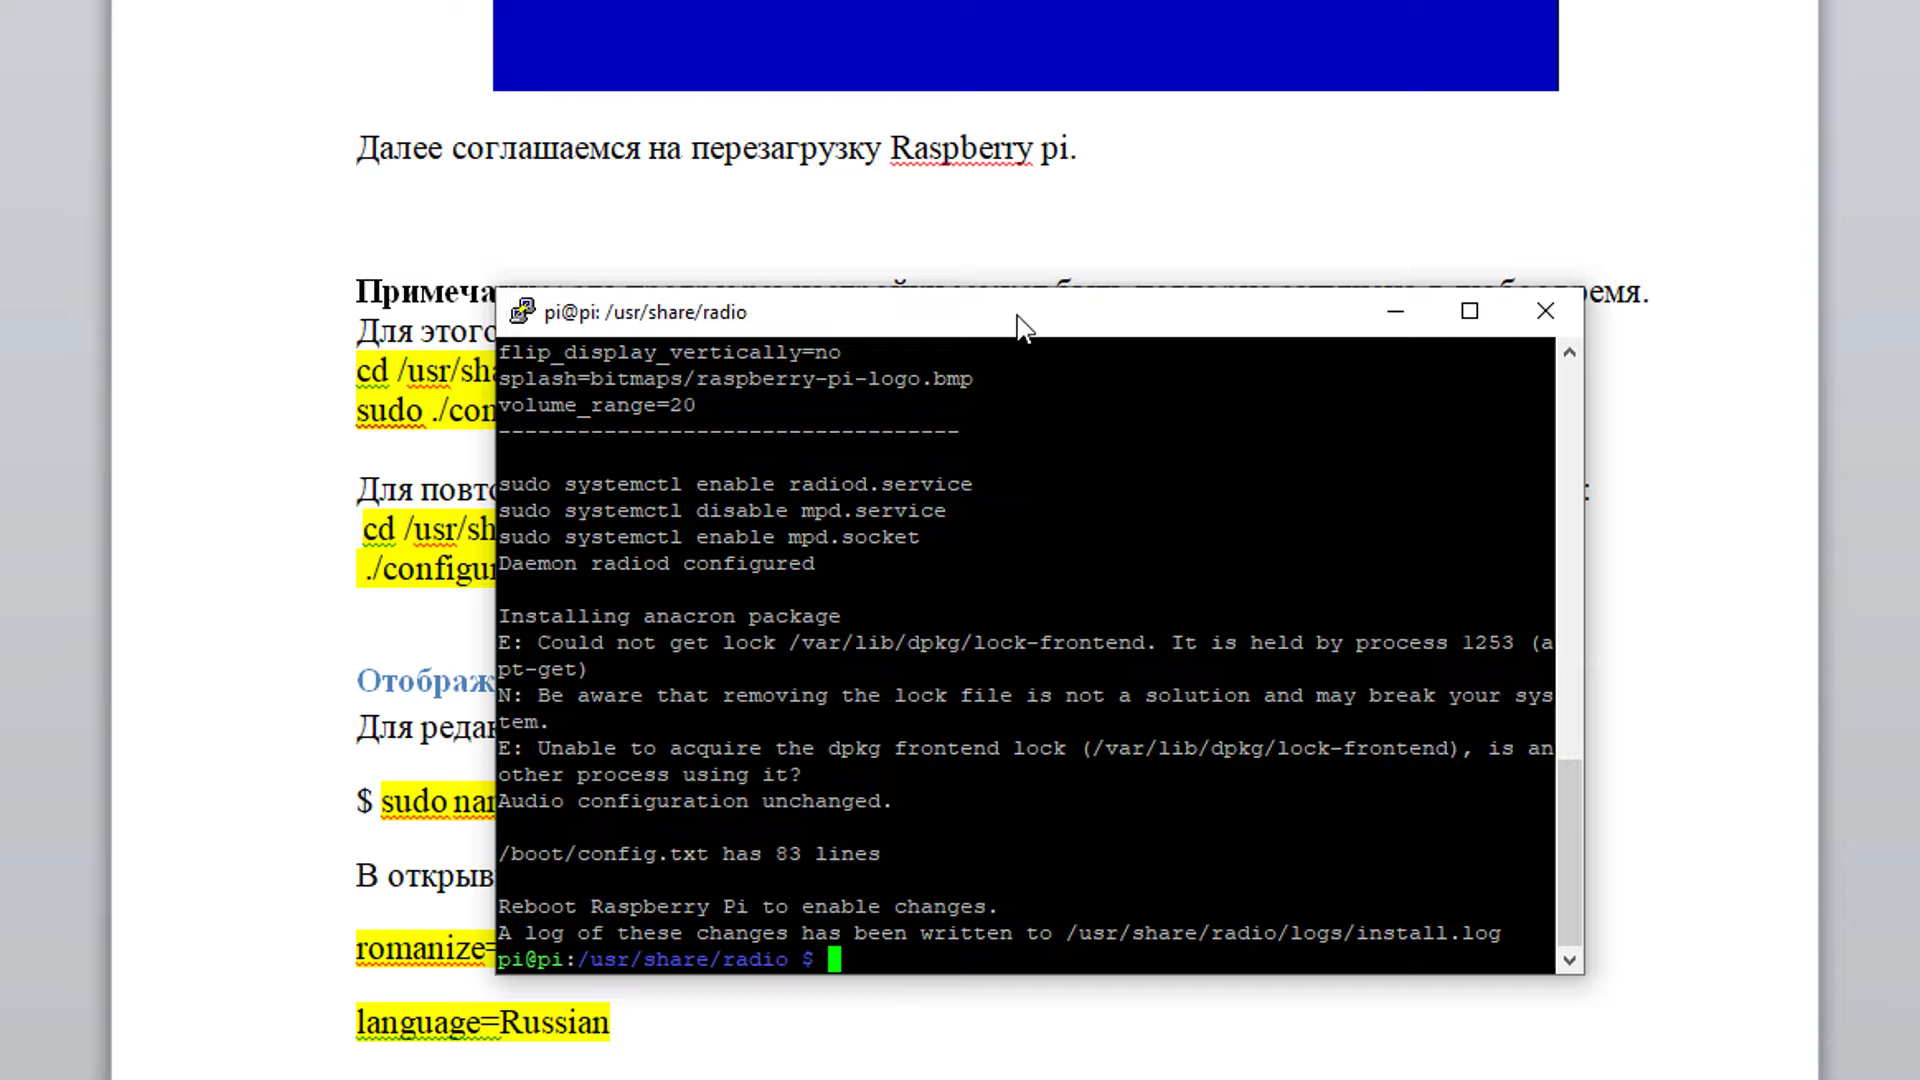 Далее соглашаемся на перезагрузку Raspberry pi.
Примеча
емя.
Для этого
pi@pi: /usr/share/radio
cd /usr/sha
flip_display_vertically=no
splash=bitmaps/raspberry-pi-logo.bmp
sudo ./con
volume_range=20
-----------------------------------
Для повто
:
sudo systemctl enable radiod.service
sudo systemctl disable mpd.service
cd /usr/sh
sudo systemctl enable mpd.socket
./configur
Daemon radiod configured
Installing anacron package
E: Could not get lock /var/lib/dpkg/lock-frontend. It is held by process 1253 (a
pt-get)
Отображ
N: Be aware that removing the lock file is not a solution and may break your sys
tem.
Для редак
E: Unable to acquire the dpkg frontend lock (/var/lib/dpkg/lock-frontend), is an
other process using it?
$ sudo nan
Audio configuration unchanged.
/boot/config.txt has 83 lines
В открыв
Reboot Raspberry Pi to enable changes.
A log of these changes has been written to /usr/share/radio/logs/install.log
romanize=
pi@pi:/usr/share/radio $
language=Russian